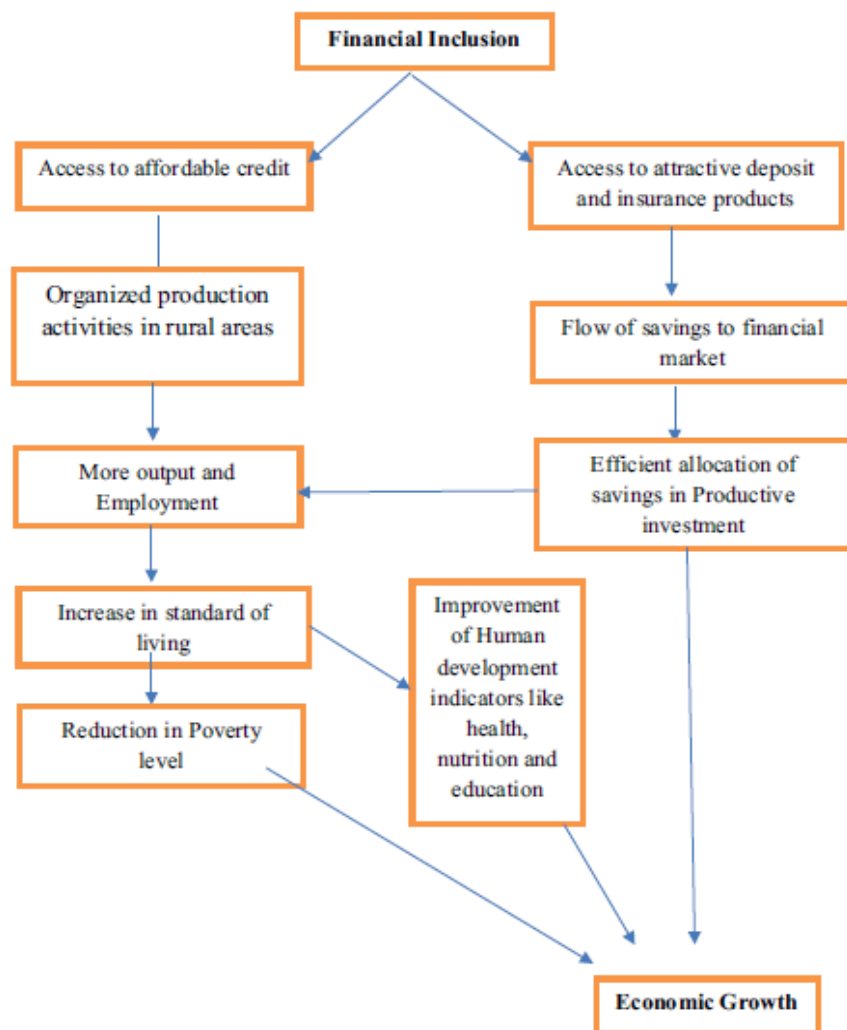 Financial Inclusion
Access to affordable credit
Access to attractive deposit
and insurance products
Organized production
activities in rural areas
Flow of savings to financial
market
More output and
Employment
Efficient allocation of
savings in Productive
investment
Increase in standard of
living
Improvement
of Human
development
indicators like
health,
nutrition and
education
Reduction in Poverty
level
Economic Growth